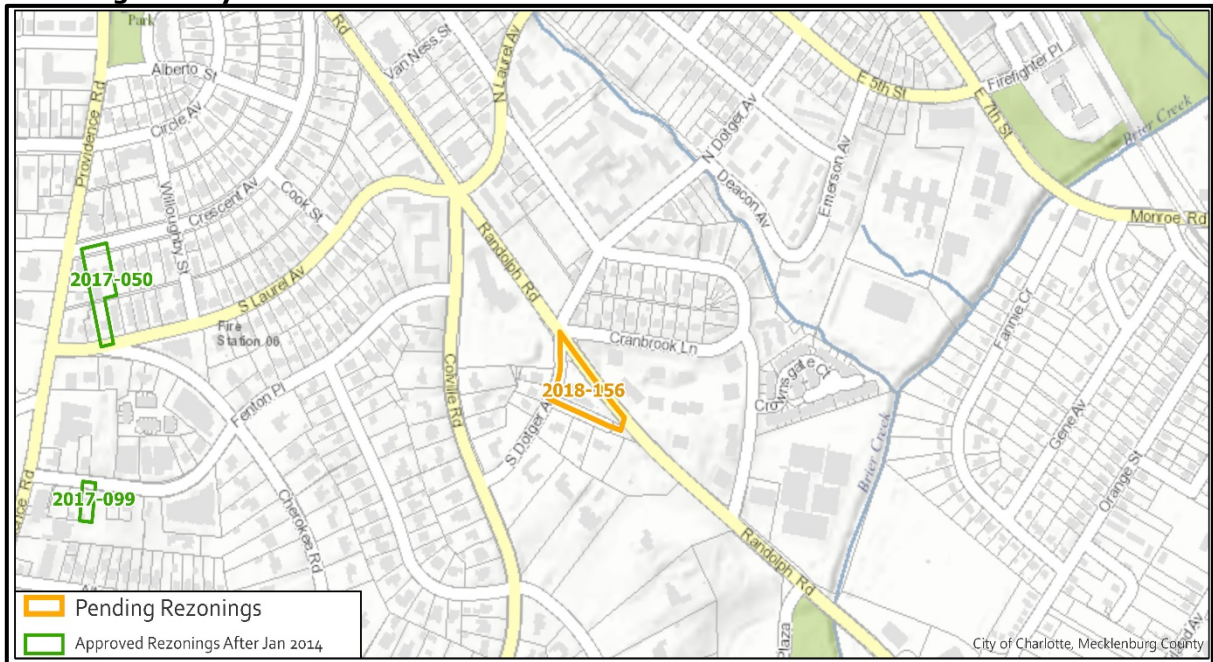 Park
Rd
Van Ness St
N Laurel Av
Alberto St
E 5th St
Firefighter Pl
Providence Rd
Circle Av
E 7th St
Brier Creek
N Dotger Av
Deacon Av
Emerson Av
Crescent Av
Cook St
Willoughby St
Monroe Rd
Randolph Rd
2017-050
S Laurel Av
Fire
Station 06
Fannie Cr
Cranbrook Ln
Colville Rd
2018-156
Crownsgate Ct
Fenton Pl
S Dotger Av
Gene Av
Brier Creek
Orange St
2017-099
Cherokee Rd
Randolph Rd
Pending Rezonings
Approved Rezonings After Jan 2014
Plaza
City of Charlotte, Mecklenburg County